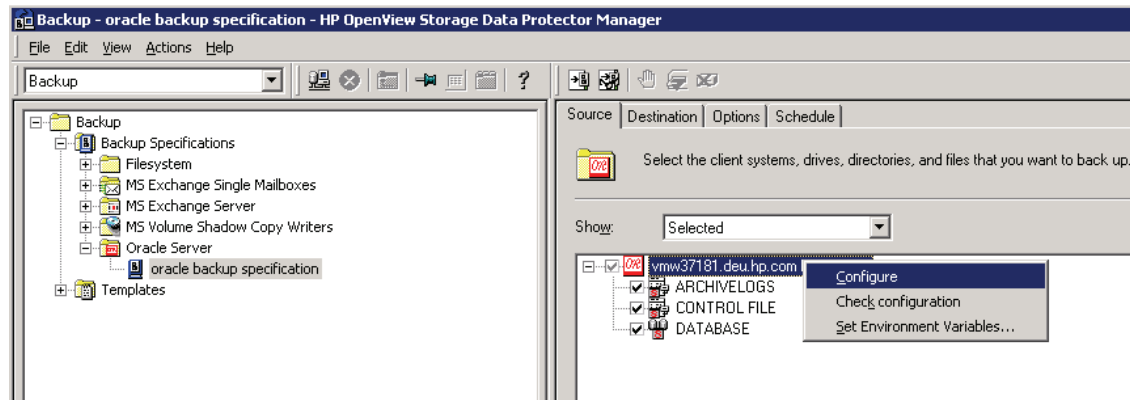 Backup - oracle backup specification - HP OpenView Storage Data Protector Manager
File Edit View Actions Help
Backup
?
Backup
Backup Specifications
Filesystem
MS Exchange Single Mailboxes
MS Exchange Server
MS Volume Shadow Copy Writers
Oracle Server
oracle backup specification
Templates
Source Destination Options Schedule
Select the client systems, drives, directories, and files that you want to back up.
Show: Selected
vmw37181.deu.hp.com
ARCHIVELOGS
CONTROL FILE
DATABASE
Configure
Check configuration
Set Environment Variables...